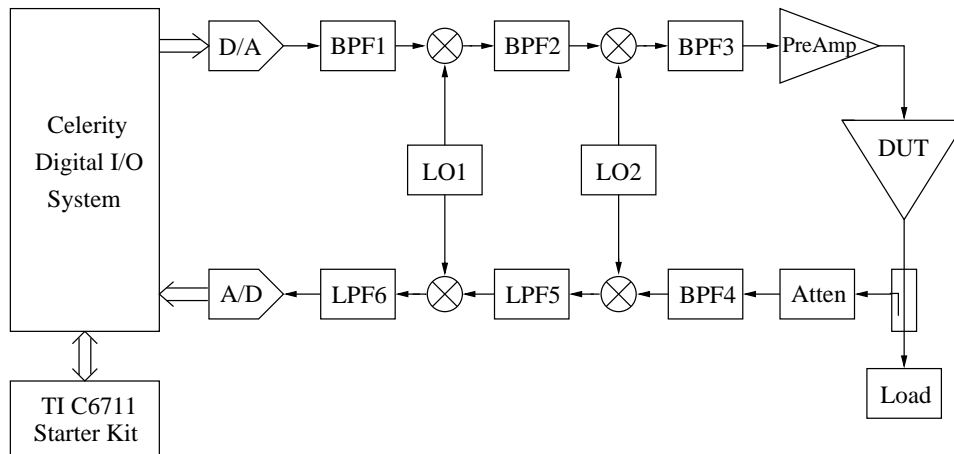 D/A
BPF1
BPF2
BPF3
PreAmp
Celerity
Digital I/O
System
LO1
LO2
DUT
A/D
LPF6
LPF5
BPF4
Atten
Load
TI C6711
Starter Kit